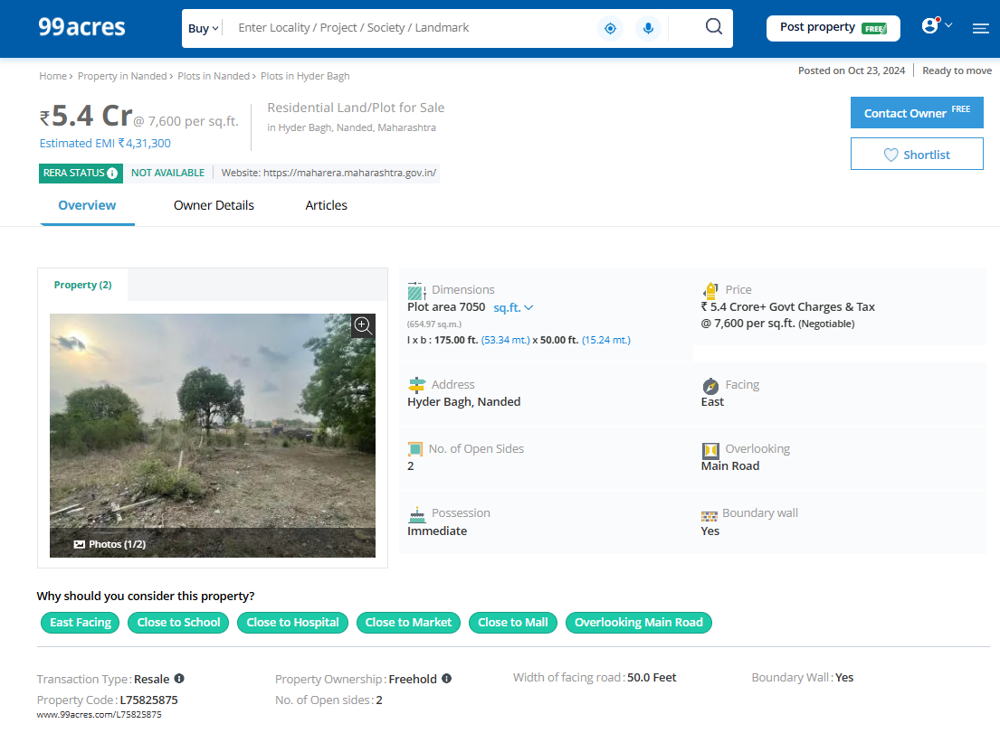 99acres
Buy
Enter Locality / Project / Society / Landmark
Post property FREE
Home › Property in Nanded › Plots in Nanded › Plots in Hyder Bagh
Posted on Oct 23, 2024 | Ready to move
₹5.4 Cr @ 7,600 per sq.ft.
Estimated EMI ₹4,31,300
Residential Land/Plot for Sale
in Hyder Bagh, Nanded, Maharashtra
Contact Owner FREE
Shortlist
RERA STATUS i NOT AVAILABLE | Website: https://maharera.maharashtra.gov.in/
Overview Owner Details Articles
Property (2)
Photos (1/2)
Dimensions
Plot area 7050 sq.ft.
(654.97 sq.m.)
l x b : 175.00 ft. (53.34 mt.) x 50.00 ft. (15.24 mt.)
Price
₹ 5.4 Crore+ Govt Charges & Tax
@ 7,600 per sq.ft. (Negotiable)
Address
Hyder Bagh, Nanded
Facing
East
No. of Open Sides
2
Overlooking
Main Road
Possession
Immediate
Boundary wall
Yes
Why should you consider this property?
East Facing Close to School Close to Hospital Close to Market Close to Mall Overlooking Main Road
Transaction Type : Resale i
Property Ownership : Freehold i
Width of facing road : 50.0 Feet
Boundary Wall : Yes
Property Code : L75825875
www.99acres.com/L75825875
No. of Open sides : 2